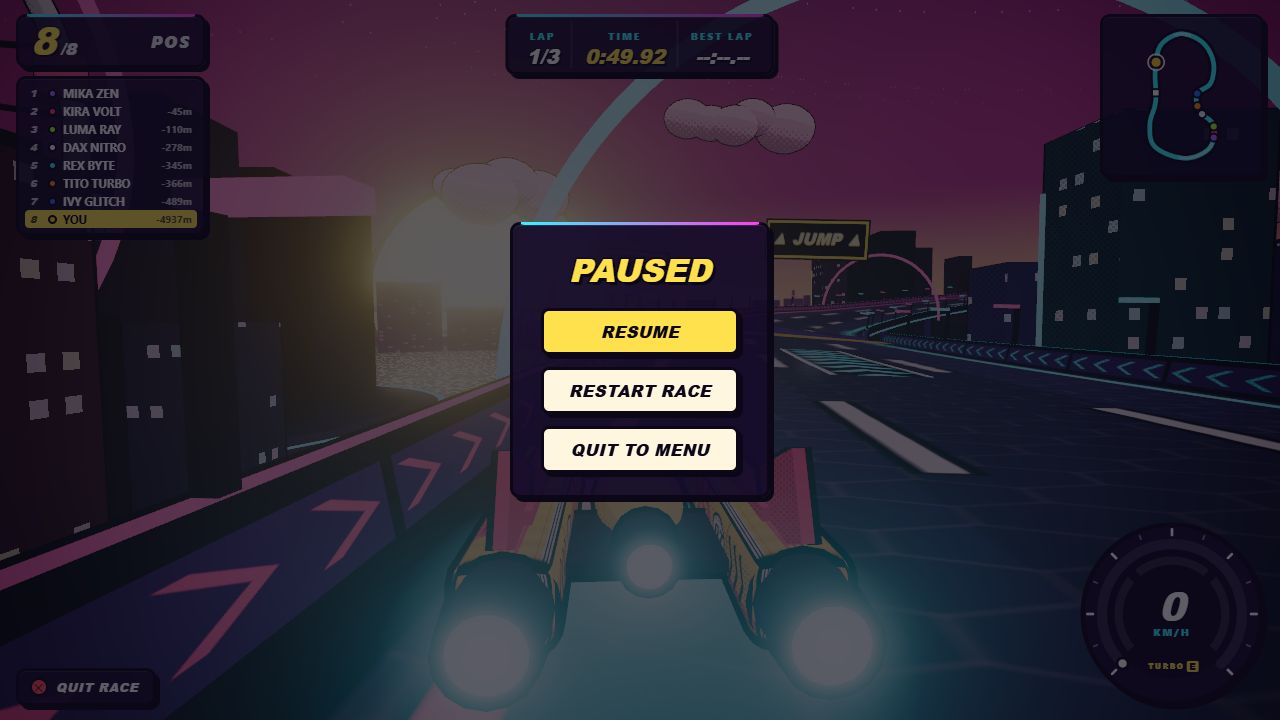 8/8 POS
1 MIKA ZEN
2 KIRA VOLT -45m
3 LUMA RAY -110m
4 DAX NITRO -278m
5 REX BYTE -345m
6 TITO TURBO -366m
7 IVY GLITCH -489m
8 YOU -4937m
LAP TIME BEST LAP
1/3 0:49.92 --:--.--
▲ JUMP ▲
PAUSED
RESUME
RESTART RACE
QUIT TO MENU
0
KM/H
TURBO E
QUIT RACE